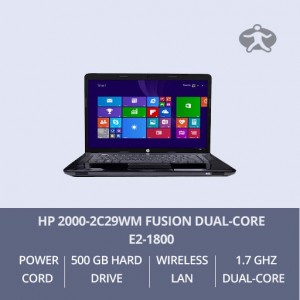 HP 2000-2C29WM FUSION DUAL-CORE
E2-1800
POWER CORD
500 GB HARD DRIVE
WIRELESS LAN
1.7 GHZ DUAL-CORE